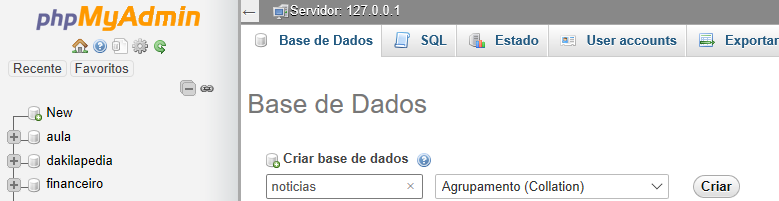 phpMyAdmin
Recente Favoritos
New
aula
dakilapedia
financeiro
Servidor: 127.0.0.1
Base de Dados SQL Estado User accounts Exportar
Base de Dados
Criar base de dados
noticias Agrupamento (Collation) Criar